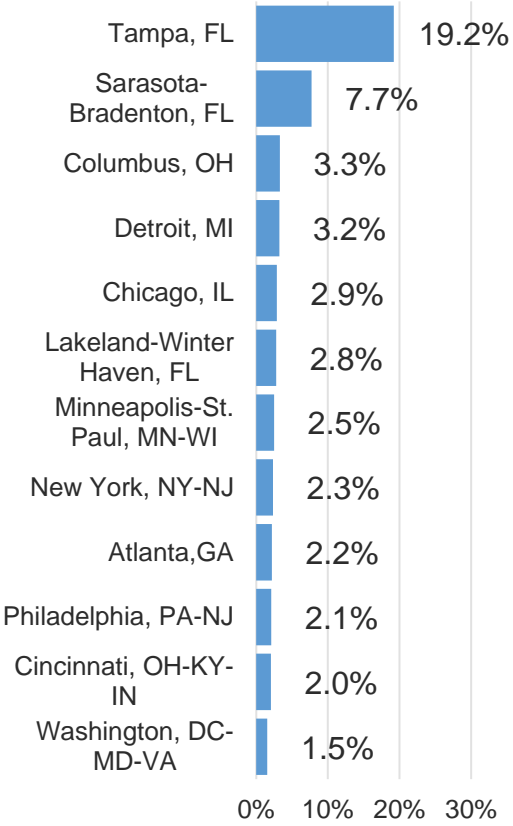 Tampa, FL 19.2%
Sarasota-
Bradenton, FL 7.7%
Columbus, OH 3.3%
Detroit, MI 3.2%
Chicago, IL 2.9%
Lakeland-Winter
Haven, FL 2.8%
Minneapolis-St.
Paul, MN-WI 2.5%
New York, NY-NJ 2.3%
Atlanta,GA 2.2%
Philadelphia, PA-NJ 2.1%
Cincinnati, OH-KY-
IN 2.0%
Washington, DC-
MD-VA 1.5%
0% 10% 20% 30%